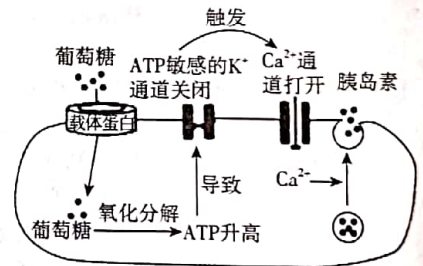 触发
葡萄糖
ATP敏感的K⁺
通道关闭
Ca²⁺通
道打开
胰岛素
载体蛋白
导致
Ca²⁻
葡萄糖
氧化分解
ATP升高